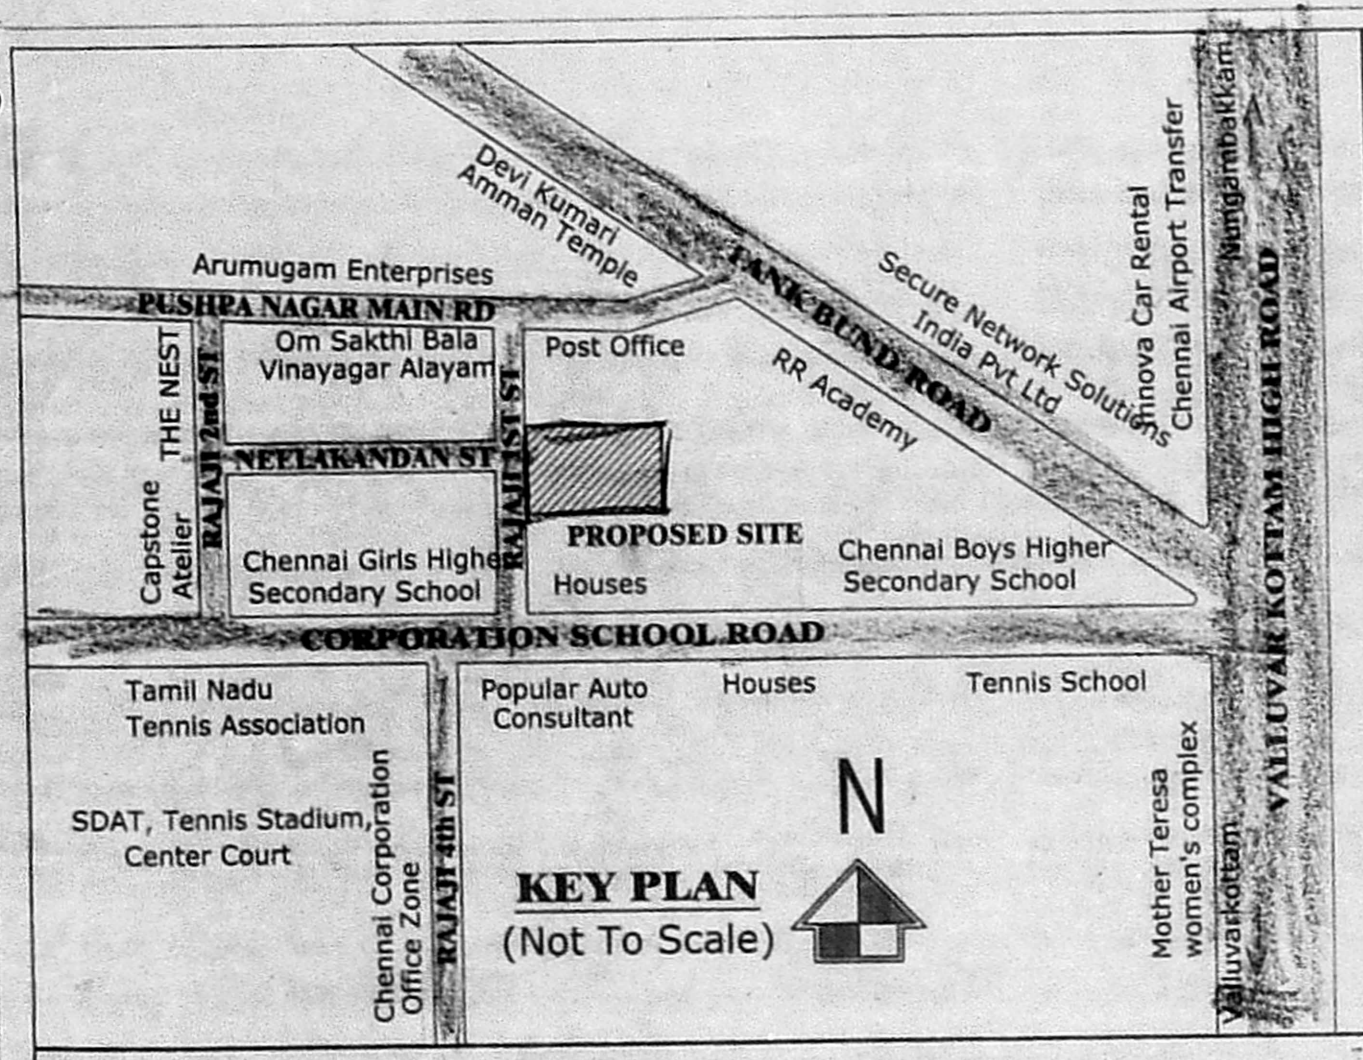 Devi Kumari
Amman Temple
Arumugam Enterprises
PUSHPA NAGAR MAIN RD
TANK BUND ROAD
Secure Network Solutions
India Pvt Ltd
Innova Car Rental
Chennai Airport Transfer
Nungambakkam
VALLUVAR KOTTAM HIGH ROAD
THE NEST
RAJAJI 2nd ST
Om Sakthi Bala
Vinayagar Alayam
RAJAJI 1ST ST
Post Office
RR Academy
NEELAKANDAN ST
Capstone
Atelier
Chennai Girls Higher
Secondary School
PROPOSED SITE
Houses
Chennai Boys Higher
Secondary School
CORPORATION SCHOOL ROAD
Tamil Nadu
Tennis Association
Popular Auto
Consultant
Houses
Tennis School
SDAT, Tennis Stadium,
Center Court
Chennai Corporation
Office Zone
RAJAJI 4th ST
N
KEY PLAN
(Not To Scale)
Mother Teresa
women's complex
Valluvarkottam